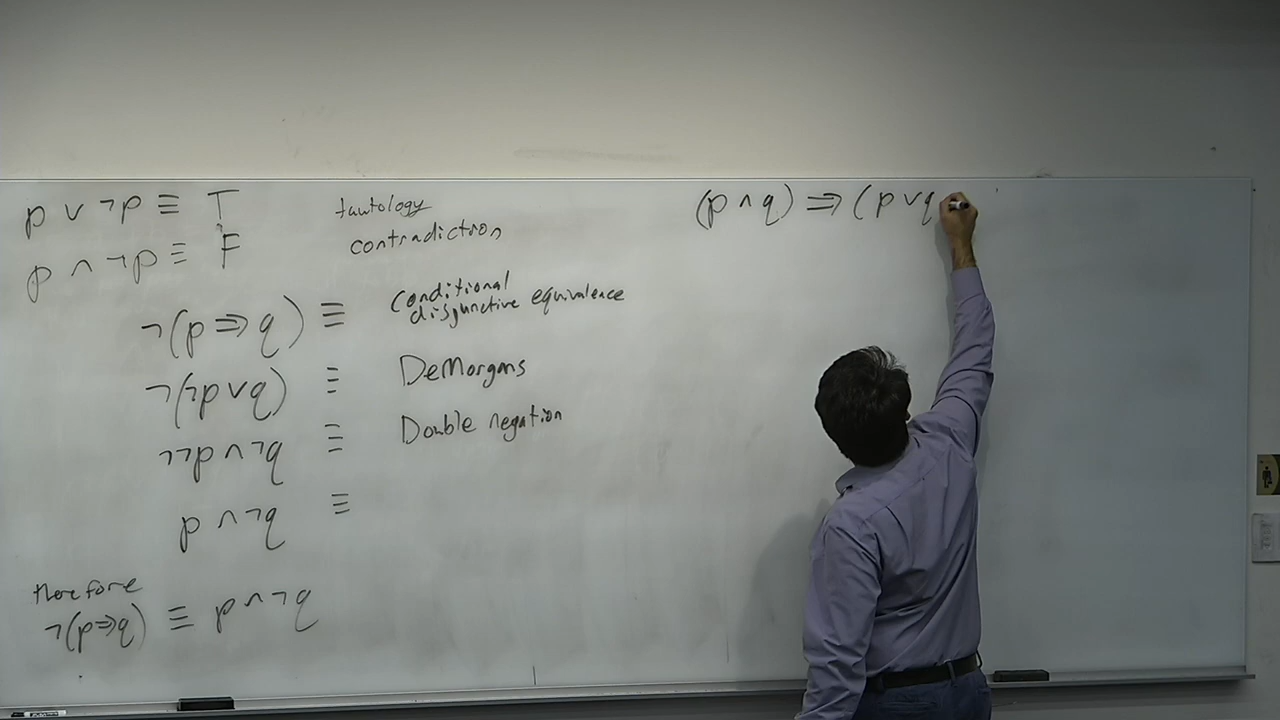 p ∨ ¬p ≡ T tautology
p ∧ ¬p ≡ F contradiction
¬(p ⇒ q) ≡ Conditional disjunctive equivalence
¬(¬p ∨ q) ≡ DeMorgans
¬¬p ∧ ¬q ≡ Double negation
p ∧ ¬q ≡
therefore
¬(p ⇒ q) ≡ p ∧ ¬q
(p ∧ q) ⇒ (p ∨ q